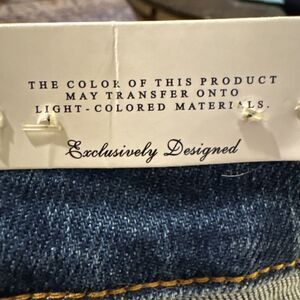 THE COLOR OF THIS PRODUCT
MAY TRANSFER ONTO
LIGHT-COLORED MATERIALS.
Exclusively Designed